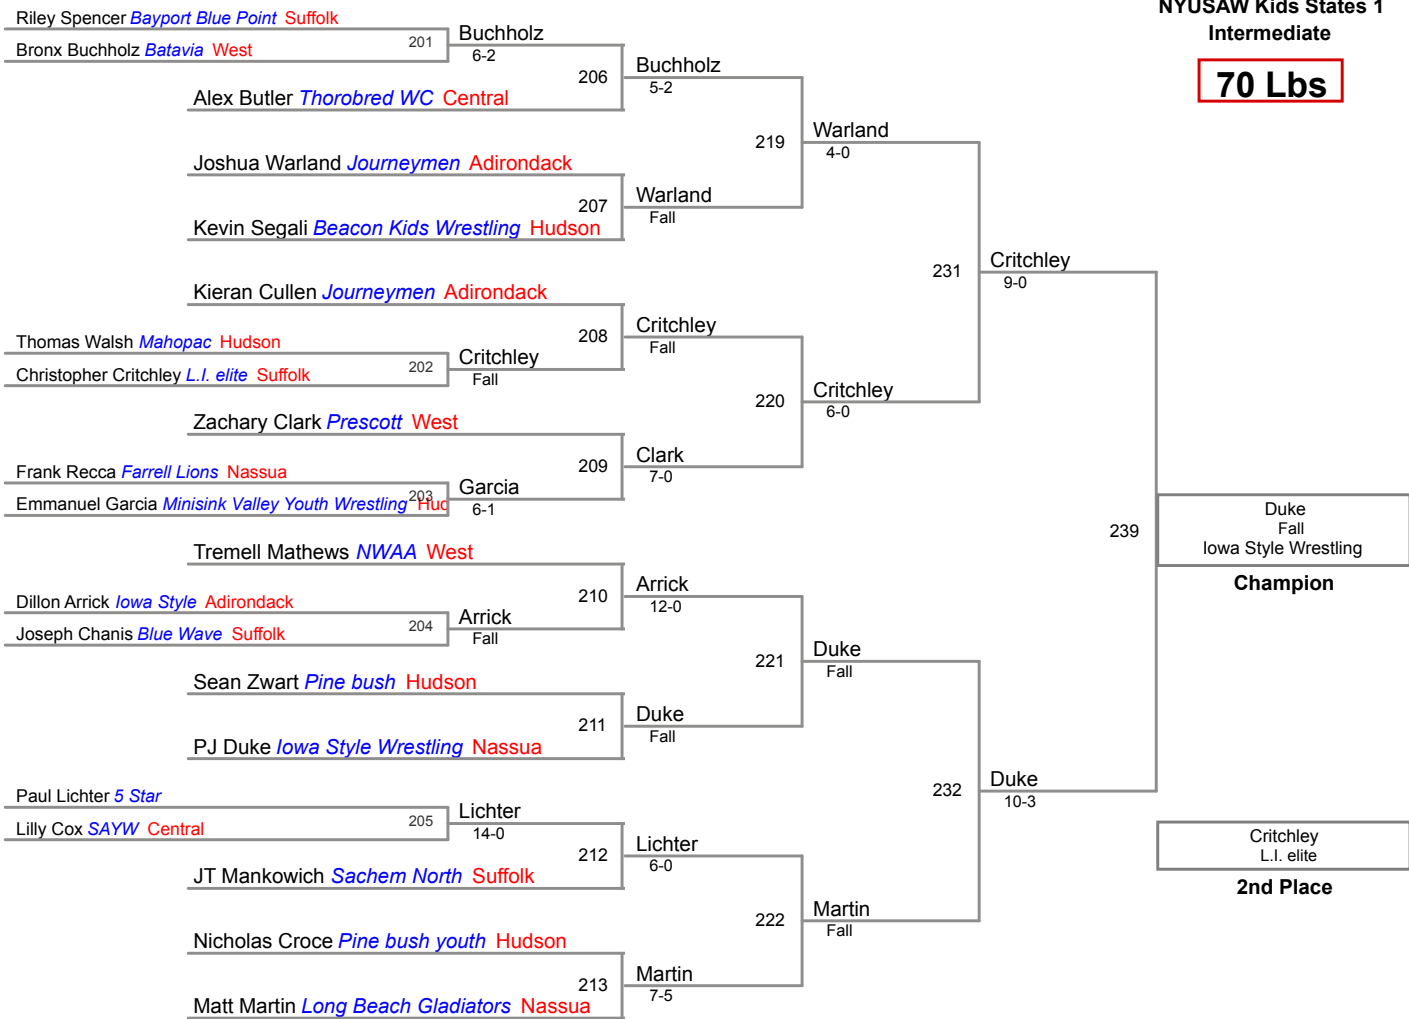 NYUSAW Kids States 1
Intermediate
70 Lbs
Riley Spencer Bayport Blue Point Suffolk
201
Bronx Buchholz Batavia West
Buchholz
6-2
206
Alex Butler Thorobred WC Central
Buchholz
5-2
219
Joshua Warland Journeymen Adirondack
207
Kevin Segali Beacon Kids Wrestling Hudson
Warland
Fall
Warland
4-0
231
Kieran Cullen Journeymen Adirondack
208
Thomas Walsh Mahopac Hudson
202
Christopher Critchley L.I. elite Suffolk
Critchley
Fall
Critchley
Fall
220
Zachary Clark Prescott West
209
Frank Recca Farrell Lions Nassua
203
Emmanuel Garcia Minisink Valley Youth Wrestling Hud
Garcia
6-1
Clark
7-0
Critchley
6-0
Critchley
9-0
239
Tremell Mathews NWAA West
210
Dillon Arrick Iowa Style Adirondack
204
Joseph Chanis Blue Wave Suffolk
Arrick
Fall
Arrick
12-0
221
Sean Zwart Pine bush Hudson
211
PJ Duke Iowa Style Wrestling Nassua
Duke
Fall
Duke
Fall
232
Paul Lichter 5 Star
205
Lilly Cox SAYW Central
Lichter
14-0
212
JT Mankowich Sachem North Suffolk
Lichter
6-0
222
Nicholas Croce Pine bush youth Hudson
213
Matt Martin Long Beach Gladiators Nassua
Martin
7-5
Martin
Fall
Duke
10-3
Duke
Fall
Iowa Style Wrestling
Champion
Critchley
L.I. elite
2nd Place